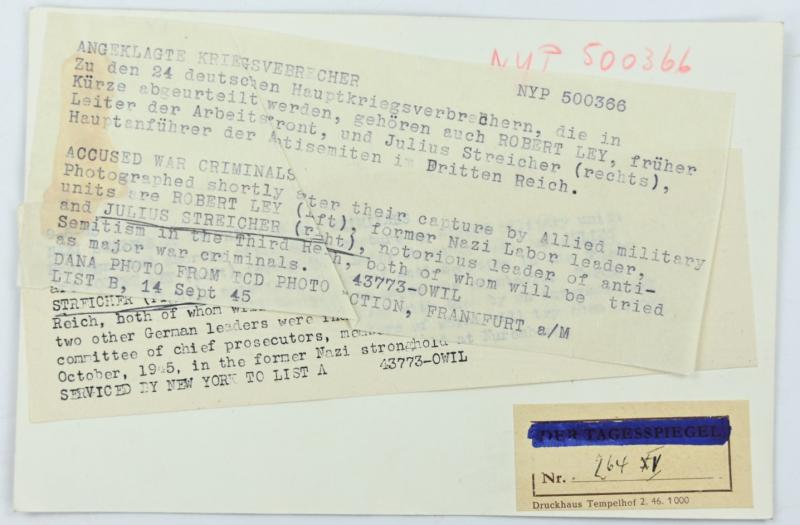 NYP 500366
ANGEKLAGTE KRIEGSVEBRECHER
NYP 500366
Zu den 24 deutschen Hauptkriegsverbrechern, die in
Kürze abgeurteilt werden, gehören auch ROBERT LEY, früher
Leiter der Arbeitsfront, und Julius Streicher (rechts),
Hauptanführer der Antisemiten im Dritten Reich.
ACCUSED WAR CRIMINALS
Photographed shortly ater their capture by Allied military
units are ROBERT LEY (lft), former Nazi Labor leader,
and JULIUS STREICHER (rght), notorious leader of anti-
Semitism in the Third Reich, both of whom will be tried
as major war criminals.
DANA PHOTO FROM ICD PHOTO 43773-OWIL
LIST B, 14 Sept 45 CTION, FRANKFURT a/M
STREICHER
Reich, both of whom wil
two other German leaders were
committee of chief prosecutors,
October, 1945, in the former Nazi stronghold
SERVICED BY NEW YORK TO LIST A 43773-OWIL
DER TAGESSPIEGEL
Nr. 264 XV
Druckhaus Tempelhof 2. 46. 1000